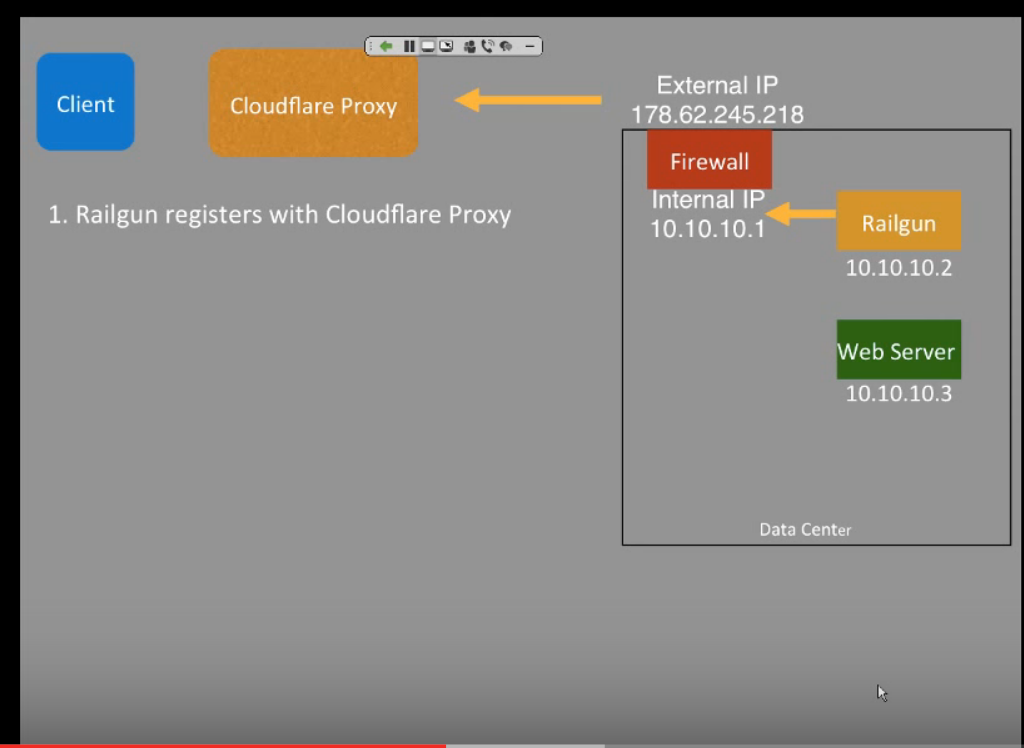 Client
Cloudflare Proxy
External IP
178.62.245.218
Firewall
Internal IP
10.10.10.1
Railgun
10.10.10.2
1. Railgun registers with Cloudflare Proxy
Web Server
10.10.10.3
Data Center